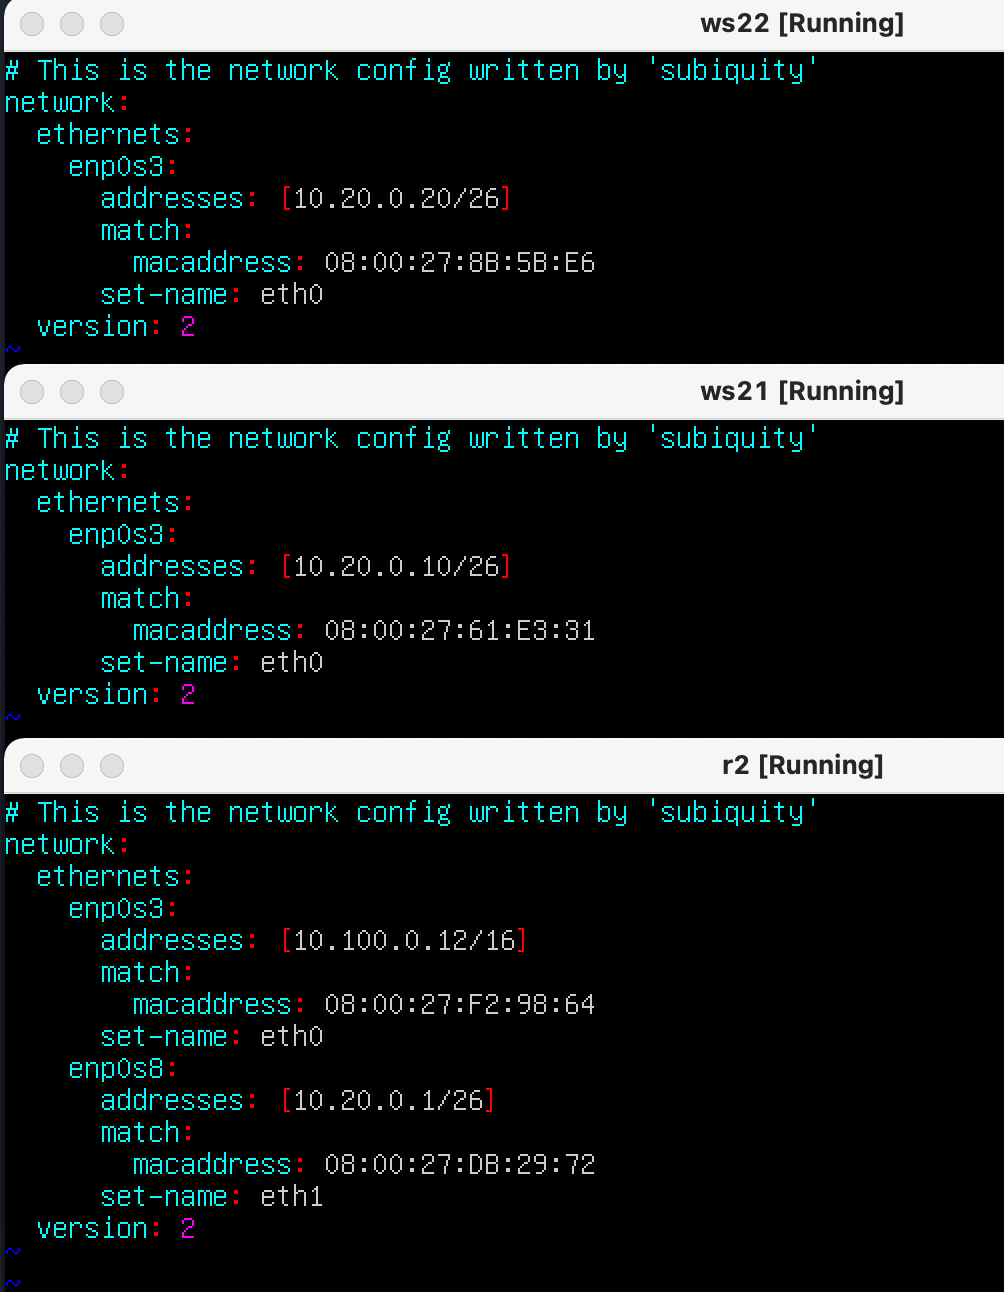 ws22 [Running]
# This is the network config written by 'subiquity'
network:
  ethernets:
    enp0s3:
      addresses: [10.20.0.20/26]
      match:
        macaddress: 08:00:27:8B:5B:E6
      set-name: eth0
  version: 2
~
ws21 [Running]
# This is the network config written by 'subiquity'
network:
  ethernets:
    enp0s3:
      addresses: [10.20.0.10/26]
      match:
        macaddress: 08:00:27:61:E3:31
      set-name: eth0
  version: 2
~
r2 [Running]
# This is the network config written by 'subiquity'
network:
  ethernets:
    enp0s3:
      addresses: [10.100.0.12/16]
      match:
        macaddress: 08:00:27:F2:98:64
      set-name: eth0
    enp0s8:
      addresses: [10.20.0.1/26]
      match:
        macaddress: 08:00:27:DB:29:72
      set-name: eth1
  version: 2
~
~